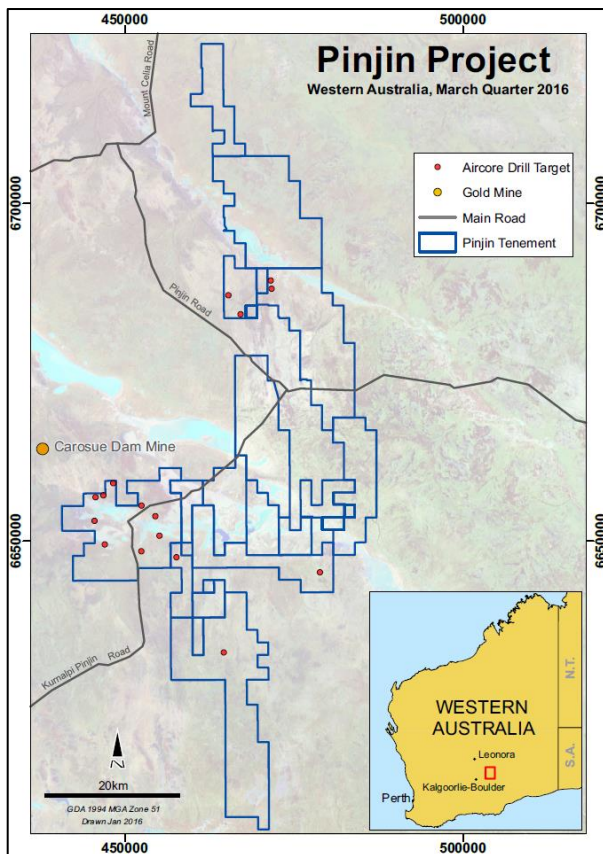 450000
500000
Pinjin Project
Western Australia, March Quarter 2016
Aircore Drill Target
Gold Mine
Main Road
Pinjin Tenement
Mount Celia Road
6700000
6700000
Pinjin Road
Carosue Dam Mine
6650000
6650000
Kurnalpi Pinjin Road
20km
GDA 1994 MGA Zone 51
Drawn Jan 2016
WESTERN
AUSTRALIA
N.T.
S.A.
Leonora
Kalgoorlie-Boulder
Perth
450000
500000